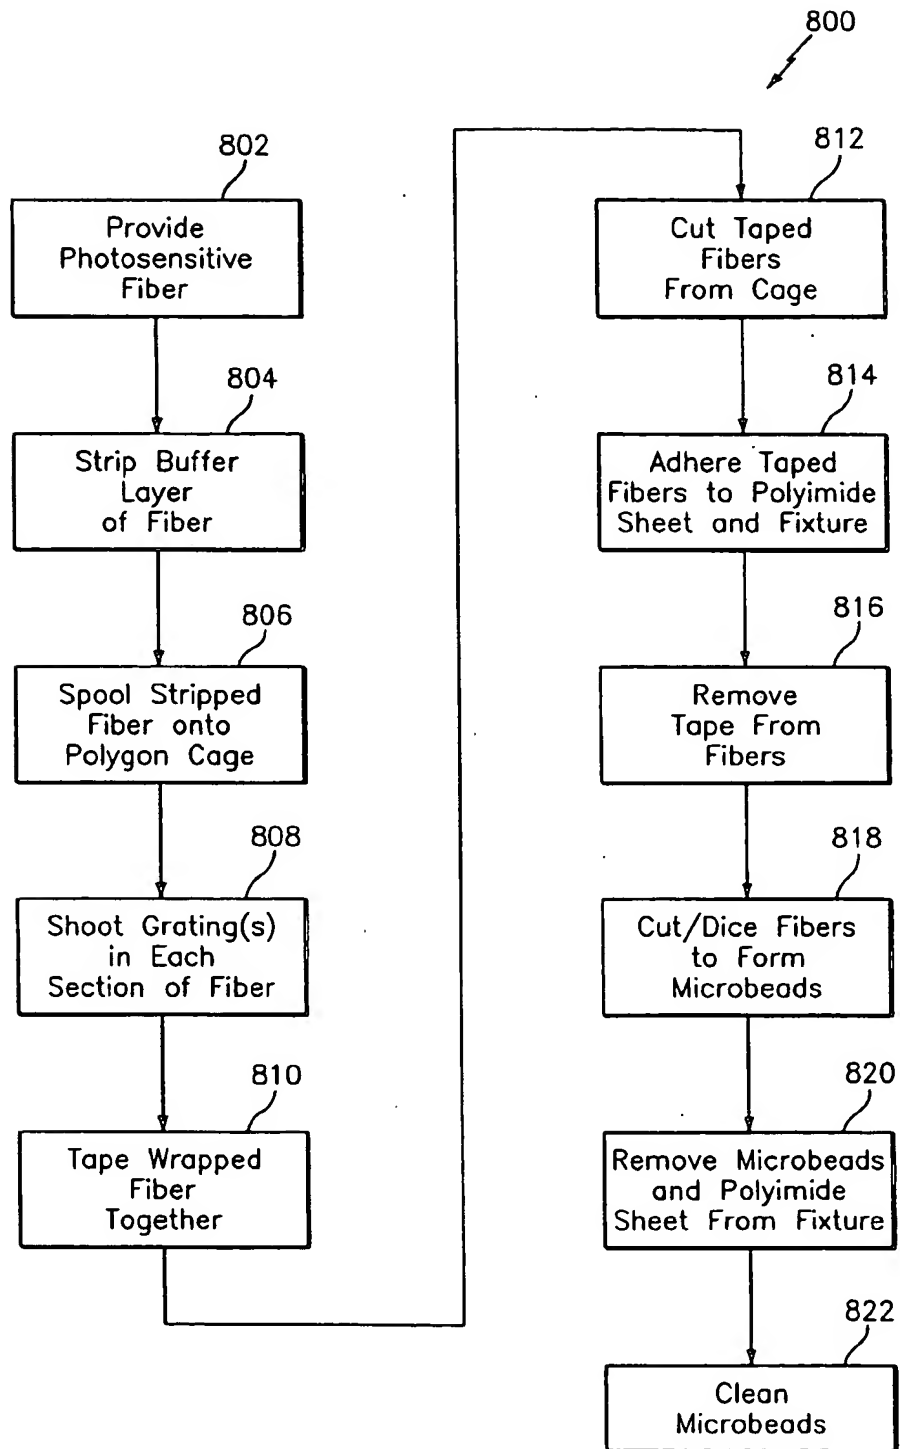 800
802
Provide
Photosensitive
Fiber
804
Strip Buffer
Layer
of Fiber
806
Spool Stripped
Fiber onto
Polygon Cage
808
Shoot Grating(s)
in Each
Section of Fiber
810
Tape Wrapped
Fiber
Together
812
Cut Taped
Fibers
From Cage
814
Adhere Taped
Fibers to Polyimide
Sheet and Fixture
816
Remove
Tape From
Fibers
818
Cut/Dice Fibers
to Form
Microbeads
820
Remove Microbeads
and Polyimide
Sheet From Fixture
822
Clean
Microbeads